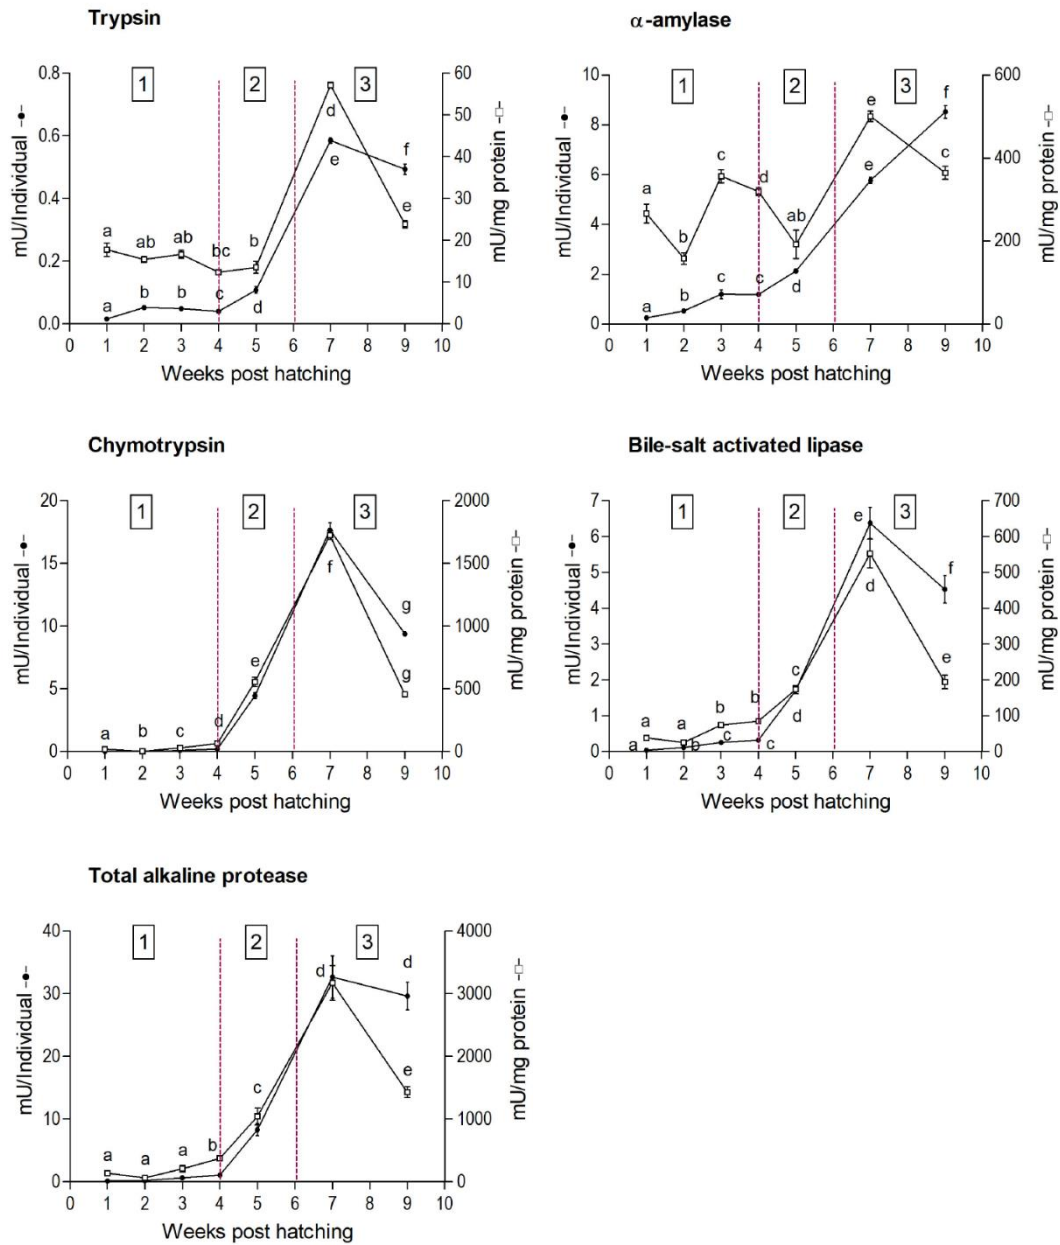 Trypsin
1 2 3
mU/Individual
mU/mg protein
0.8
0.6
0.4
0.2
0.0
60
50
40
30
20
10
0
a ab ab bc b d e
a b b c d e f
0 1 2 3 4 5 6 7 8 9 10
Weeks post hatching
α-amylase
1 2 3
mU/Individual
mU/mg protein
10
8
6
4
2
0
600
400
200
0
a b c d ab e c
a b c c d e f
0 1 2 3 4 5 6 7 8 9 10
Weeks post hatching
Chymotrypsin
1 2 3
mU/Individual
mU/mg protein
20
15
10
5
0
2000
1500
1000
500
0
a b c d e f g
g
0 1 2 3 4 5 6 7 8 9 10
Weeks post hatching
Bile-salt activated lipase
1 2 3
mU/Individual
mU/mg protein
7
6
5
4
3
2
1
0
700
600
500
400
300
200
100
0
a a b b c d e
a b c c d e f
0 1 2 3 4 5 6 7 8 9 10
Weeks post hatching
Total alkaline protease
1 2 3
mU/Individual
mU/mg protein
40
30
20
10
0
4000
3000
2000
1000
0
a a a b c d d
e
0 1 2 3 4 5 6 7 8 9 10
Weeks post hatching